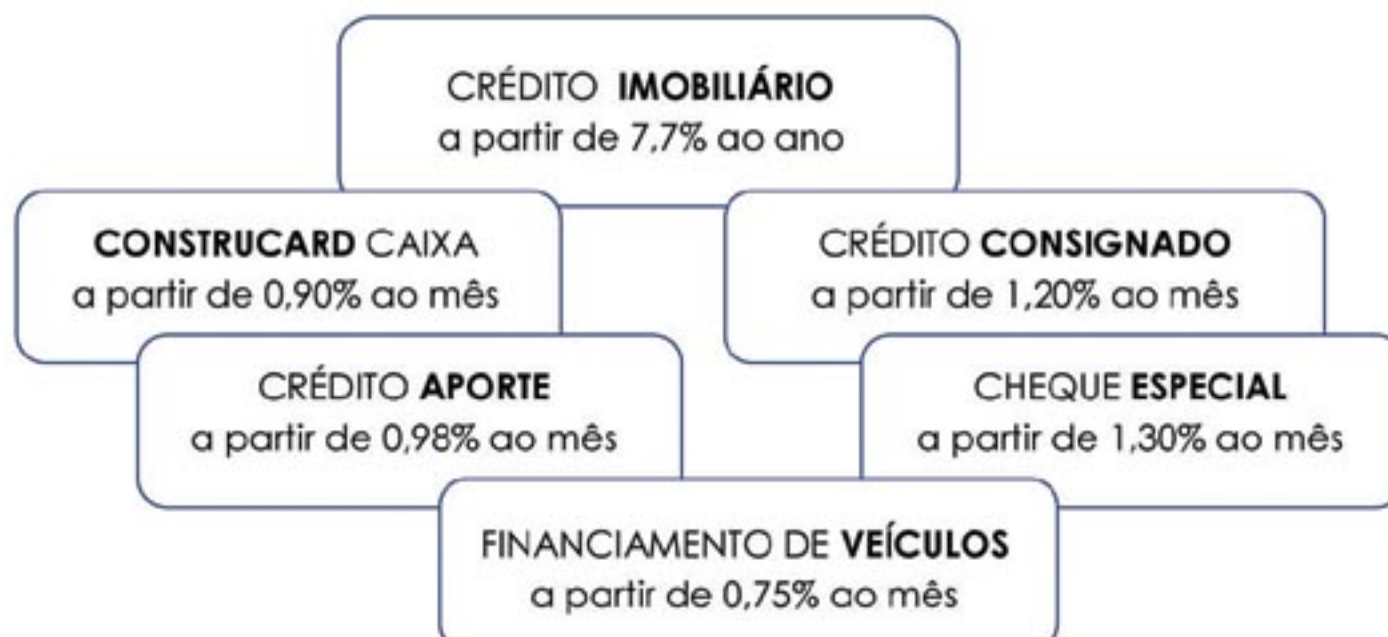 CRÉDITO IMOBILIÁRIO
a partir de 7,7% ao ano
CONSTRUCARD CAIXA
a partir de 0,90% ao mês
CRÉDITO CONSIGNADO
a partir de 1,20% ao mês
CRÉDITO APORTE
a partir de 0,98% ao mês
CHEQUE ESPECIAL
a partir de 1,30% ao mês
FINANCIAMENTO DE VEÍCULOS
a partir de 0,75% ao mês